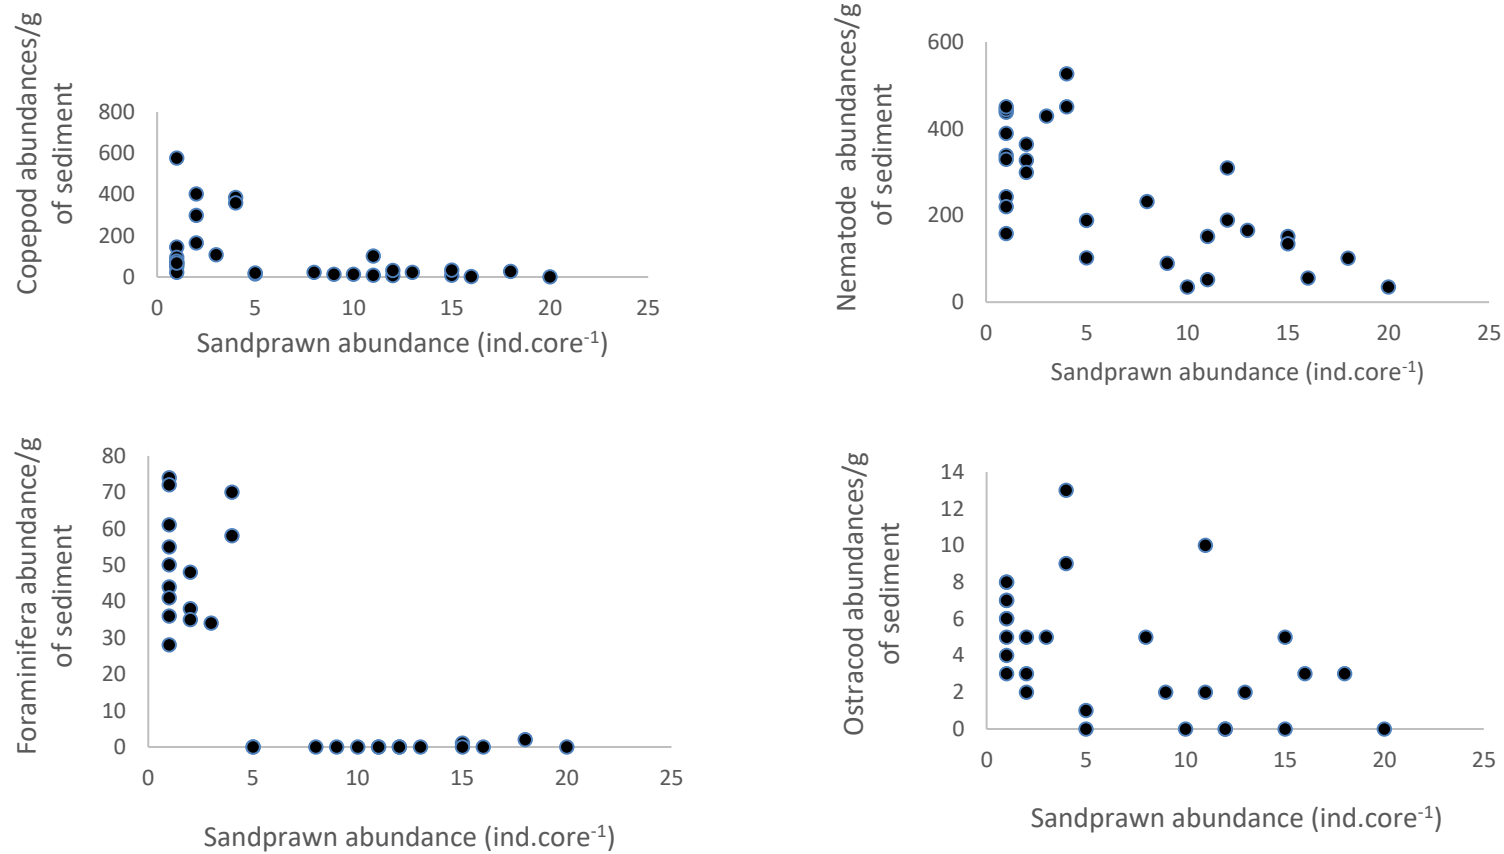 Copepod abundances/g
of sediment
800
600
400
200
0
0 5 10 15 20 25
Sandprawn abundance (ind.core-1)
Nematode abundances/g
of sediment
600
400
200
0
0 5 10 15 20 25
Sandprawn abundance (ind.core-1)
Foraminifera abundance/g
of sediment
80
70
60
50
40
30
20
10
0
0 5 10 15 20 25
Sandprawn abundance (ind.core-1)
Ostracod abundances/g
of sediment
14
12
10
8
6
4
2
0
0 5 10 15 20 25
Sandprawn abundance (ind.core-1)